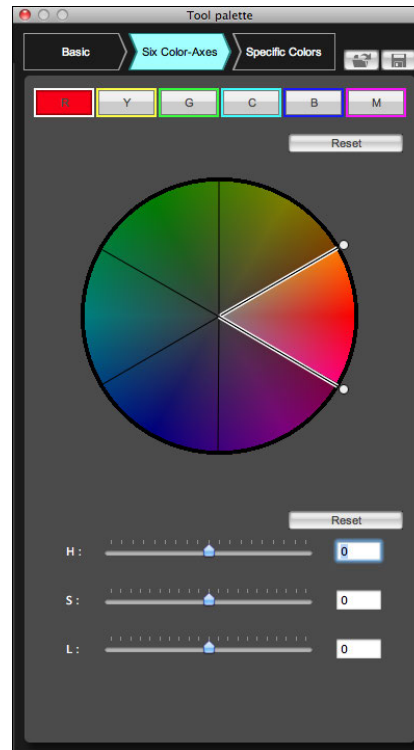 Tool palette
Basic Six Color-Axes Specific Colors
R Y G C B M
Reset
Reset
H : 0
S : 0
L : 0